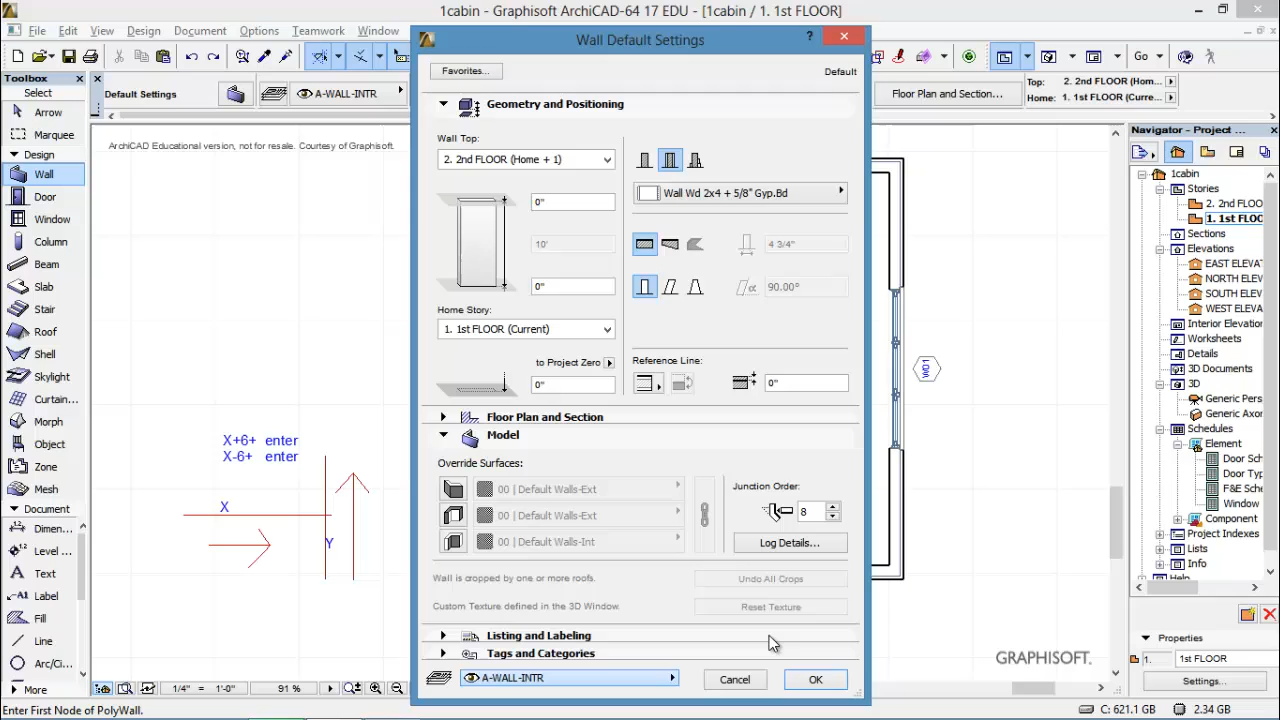 1cabin - Graphisoft ArchiCAD-64 17 EDU - [1cabin / 1. 1st FLOOR]
File Edit View Design Document Options Teamwork Window
Wall Default Settings
?
Go
Toolbox
Select
Arrow
Marquee
Design
Wall
Door
Window
Column
Beam
Slab
Stair
Roof
Shell
Skylight
Curtain...
Morph
Object
Zone
Mesh
Document
Dimen...
Level ...
Text
Label
Fill
Line
Arc/Ci...
More
Default Settings
A-WALL-INTR
ArchiCAD Educational version, not for resale. Courtesy of Graphisoft.
X+6+ enter
X-6+ enter
X
Y
Favorites...
Default
Geometry and Positioning
Wall Top:
2. 2nd FLOOR (Home + 1)
0"
10'
0"
Home Story:
1. 1st FLOOR (Current)
to Project Zero
0"
Wall Wd 2x4 + 5/8" Gyp.Bd
4 3/4"
α
90.00°
Reference Line:
0"
Floor Plan and Section
Model
Override Surfaces:
00 | Default Walls-Ext
00 | Default Walls-Ext
00 | Default Walls-Int
Junction Order:
8
Log Details...
Wall is cropped by one or more roofs.
Undo All Crops
Custom Texture defined in the 3D Window.
Reset Texture
Listing and Labeling
Tags and Categories
A-WALL-INTR
Cancel
OK
Floor Plan and Section...
Top: 2. 2nd FLOOR (Hom...
Home: 1. 1st FLOOR (Curre...
WD1
GRAPHISOFT.
Navigator - Project ...
1cabin
Stories
2. 2nd FLOO
1. 1st FLOO
Sections
Elevations
EAST ELEVA
NORTH ELEV
SOUTH ELEV
WEST ELEV
Interior Elevation
Worksheets
Details
3D Documents
3D
Generic Pers
Generic Axon
Schedules
Element
Door Sch
Door Typ
F&E Sche
Window
Component
Project Indexes
Lists
Info
Help
Properties
1. 1st FLOOR
Settings...
1/4" = 1'-0"
91 %
Enter First Node of PolyWall.
C: 621.1 GB
2.34 GB